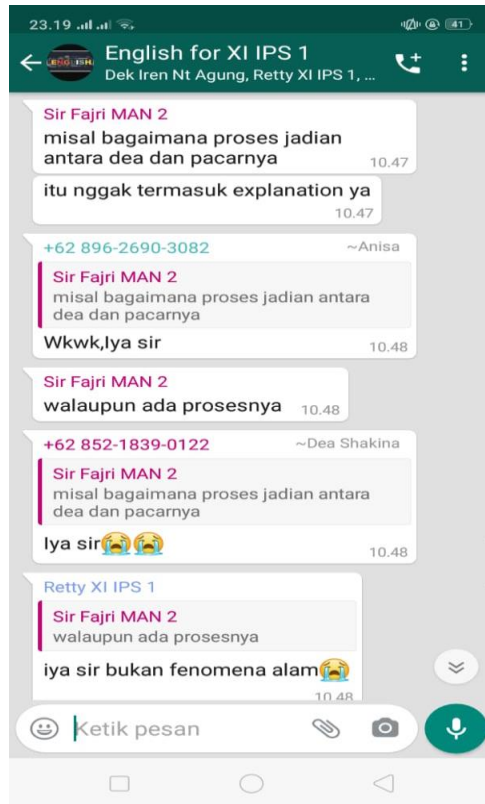 23.19
41
English for XI IPS 1
Dek Iren Nt Agung, Retty XI IPS 1, ...
Sir Fajri MAN 2
misal bagaimana proses jadian
antara dea dan pacarnya
10.47
itu nggak termasuk explanation ya
10.47
+62 896-2690-3082 ~Anisa
Sir Fajri MAN 2
misal bagaimana proses jadian antara
dea dan pacarnya
Wkwk,Iya sir
10.48
Sir Fajri MAN 2
walaupun ada prosesnya 10.48
+62 852-1839-0122 ~Dea Shakina
Sir Fajri MAN 2
misal bagaimana proses jadian antara
dea dan pacarnya
Iya sir😭😭
10.48
Retty XI IPS 1
Sir Fajri MAN 2
walaupun ada prosesnya
iya sir bukan fenomena alam😭
10.48
Ketik pesan